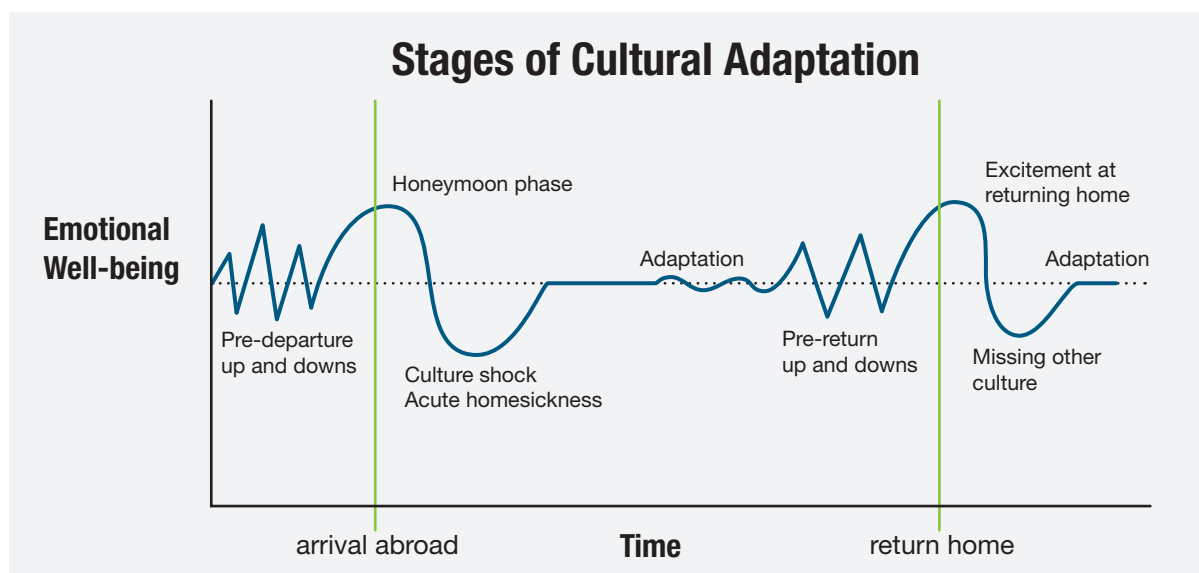 Stages of Cultural Adaptation
Emotional
Well-being
Honeymoon phase
Excitement at
returning home
Adaptation
Adaptation
Pre-departure
up and downs
Culture shock
Acute homesickness
Pre-return
up and downs
Missing other
culture
arrival abroad
Time
return home